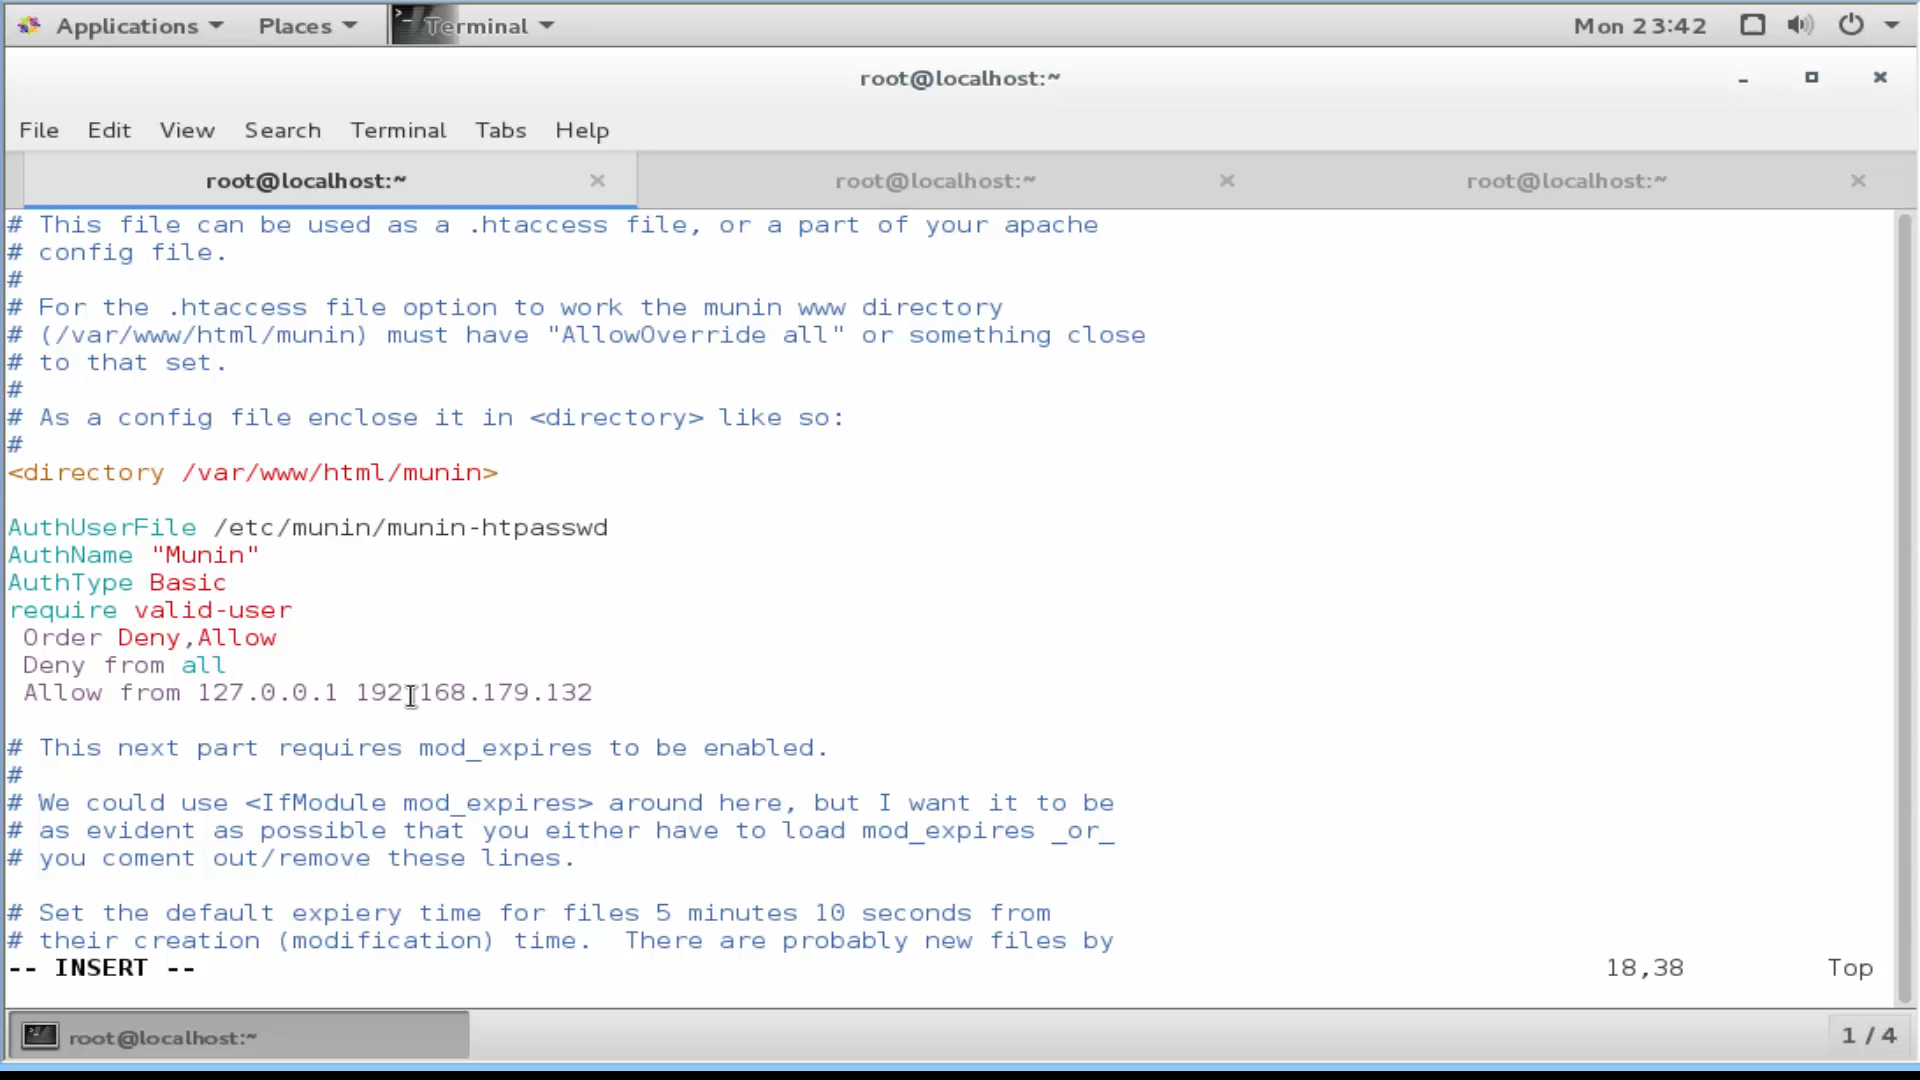 Applications Places Terminal Mon 23:42
root@localhost:~
File Edit View Search Terminal Tabs Help
root@localhost:~ root@localhost:~ root@localhost:~
# This file can be used as a .htaccess file, or a part of your apache
# config file.
#
# For the .htaccess file option to work the munin www directory
# (/var/www/html/munin) must have "AllowOverride all" or something close
# to that set.
#
# As a config file enclose it in <directory> like so:
#
<directory /var/www/html/munin>
AuthUserFile /etc/munin/munin-htpasswd
AuthName "Munin"
AuthType Basic
require valid-user
Order Deny,Allow
Deny from all
Allow from 127.0.0.1 192.168.179.132
# This next part requires mod_expires to be enabled.
#
# We could use <IfModule mod_expires> around here, but I want it to be
# as evident as possible that you either have to load mod_expires _or_
# you coment out/remove these lines.
# Set the default expiery time for files 5 minutes 10 seconds from
# their creation (modification) time.  There are probably new files by
-- INSERT -- 18,38 Top
root@localhost:~ 1 / 4